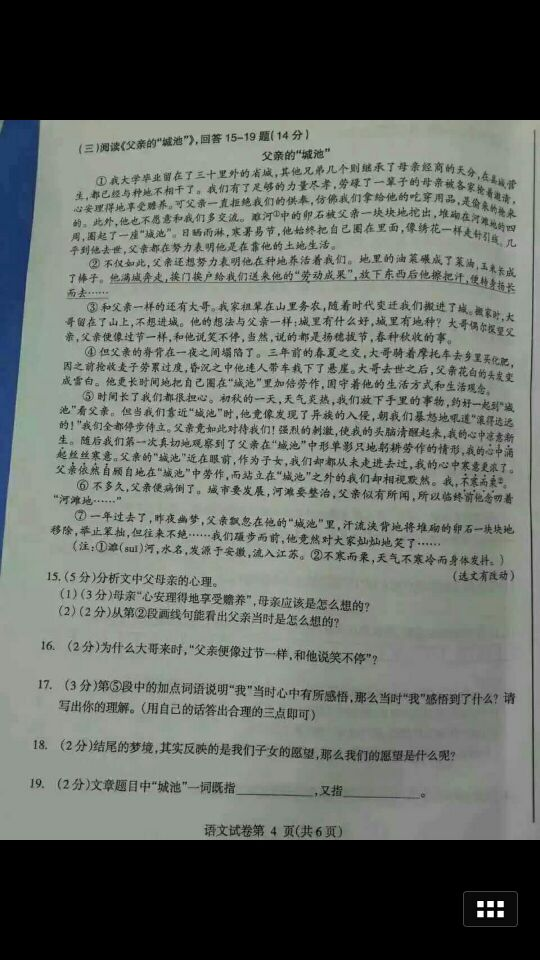 (三)阅读《父亲的“城池”》,回答15-19题(14分)
父亲的“城池”
①我大学毕业留在了三十里外的省城,其他兄弟几个则继承了母亲经商的天分,在县城营
生,都已经与种地不相干了。我们有了足够的力量尽孝,劳碌了一辈子的母亲被各家抢着邀请,
心安理得地享受赡养。可父亲一直拒绝我们的供奉,仿佛我们拿给他的吃穿用品,是偷来的抢来
的。此外,他也不愿意和我们多交流。濉河①中的卵石被父亲一块块地挖出,堆砌在河滩地的四
周,圈起了一座“城池”。日晒雨淋,寒暑易节,他始终把自己圈在里面,像绣花一样走针引线。几
乎到他去世,父亲都在努力表明他是在靠他的土地生活。
②不仅如此,父亲还想努力表明他在种地养活着我们。地里的油菜碾成了菜油,玉米长成
了棒子。他满城奔走,挨门挨户给我们送来他的“劳动成果”,放下东西后他擦把汗,便转身扬长
而去……
③和父亲一样的还有大哥。我家祖辈在山里务农,随着时代变迁我们搬进了城。搬家时,大
哥留在了山上,不想进城。他的想法与父亲一样:城里有什么好,城里有地种?大哥偶尔探望父
亲,父亲便像过节一样,和他说笑不停,当然,说的都是扬穗拔节,春种秋收的事。
④但父亲的脊背在一夜之间塌陷了。三年前的春夏之交,大哥骑着摩托车去乡里买化肥,
因之前抢收麦子劳累过度,昏沉之中他连人带车栽下了悬崖。大哥去世之后,父亲花白的头发变
成雪白。他更长时间地把自己圈在“城池”里加倍劳作,固守着他的生活方式和生活观念。
⑤时间长了我们都很担心。初秋的一天,天气炎热,我们放下手里的事物,约好一起到“城
池”看父亲。但当我们靠近“城池”时,他竟像发现了异族的入侵,朝我们暴怒地吼道“滚得远远
的!”我们全都停步侍立。父亲竟如此对待我们!强烈的刺激,使我的头脑清醒起来,我的心中凉意渐
生。随后我们第一次真切地观察到了父亲在“城池”中形单影只地躬耕劳作的情形,我的心中涌
起丝丝寒意。父亲的“城池”近在眼前,作为子女,我们却都从未走进去过,我的心中寒意更浓了。
父亲依然自顾自地在“城池”中劳作,而站立在“城池”之外的我们却相视默然。我,不寒而栗②。
⑥不多久,父亲便病倒了。城市要发展,河滩要整治,父亲似有所闻,所以临终前他念叨着
“河滩地……”
⑦一年过去了,昨夜幽梦,父亲飘忽在他的“城池”里,汗流浃背地将堆砌的卵石一块块地
移除,举止笨拙,但往来不绝……我们蹑步而前,他竟然对大家灿灿地笑了……
(注:①濉(suī)河,水名,发源于安徽,流入江苏。②不寒而栗,天气不寒冷而身体发抖。)
(选文有改动)
15.(5分)分析文中父母亲的心理。
(1)(3分)母亲“心安理得地享受赡养”,母亲应该是怎么想的?
(2)(2分)从第②段画线句能看出父亲当时是怎么想的?
16.(2分)为什么大哥来时,“父亲便像过节一样,和他说笑不停”?
17.(3分)第⑤段中的加点词语说明“我”当时心中有所感悟,那么当时“我”感悟到了什么?请
写出你的理解。(用自己的话答出合理的三点即可)
18.(2分)结尾的梦境,其实反映的是我们子女的愿望,那么我们的愿望是什么呢?
19.(2分)文章题目中“城池”一词既指____________,又指____________。
语文试卷第 4 页(共6页)